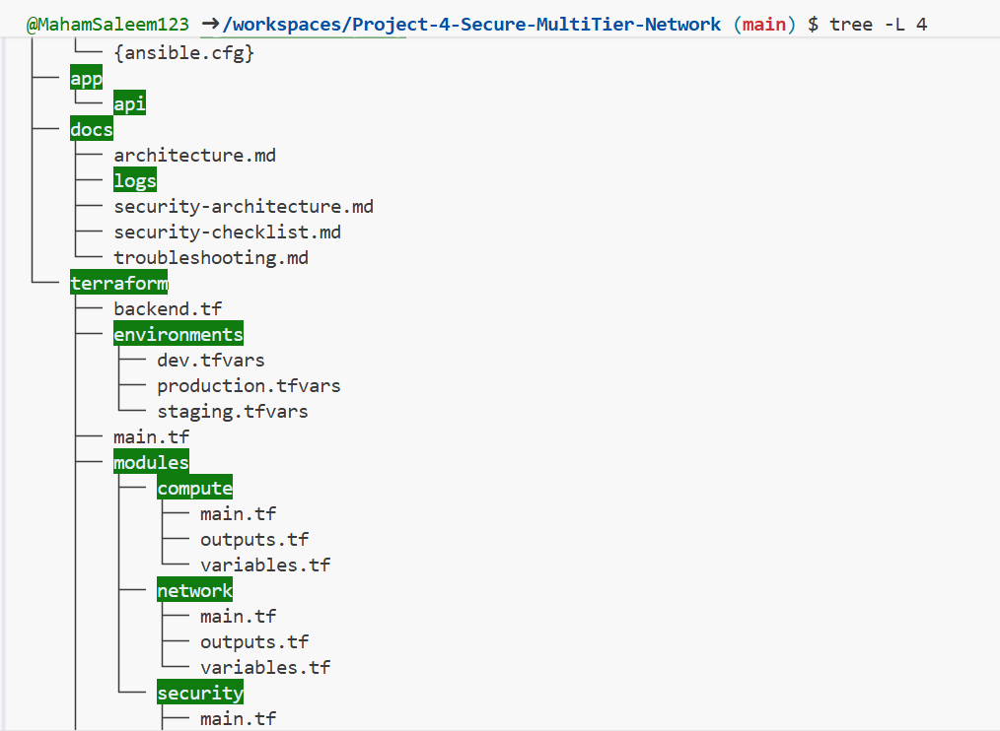 @MahamSaleem123 ➜/workspaces/Project-4-Secure-MultiTier-Network (main) $ tree -L 4
│   └── {ansible.cfg}
├── app
│   └── api
├── docs
│   ├── architecture.md
│   ├── logs
│   ├── security-architecture.md
│   ├── security-checklist.md
│   └── troubleshooting.md
└── terraform
    ├── backend.tf
    ├── environments
    │   ├── dev.tfvars
    │   ├── production.tfvars
    │   └── staging.tfvars
    ├── main.tf
    ├── modules
    │   ├── compute
    │   │   ├── main.tf
    │   │   ├── outputs.tf
    │   │   └── variables.tf
    │   ├── network
    │   │   ├── main.tf
    │   │   ├── outputs.tf
    │   │   └── variables.tf
    │   └── security
    │       ├── main.tf